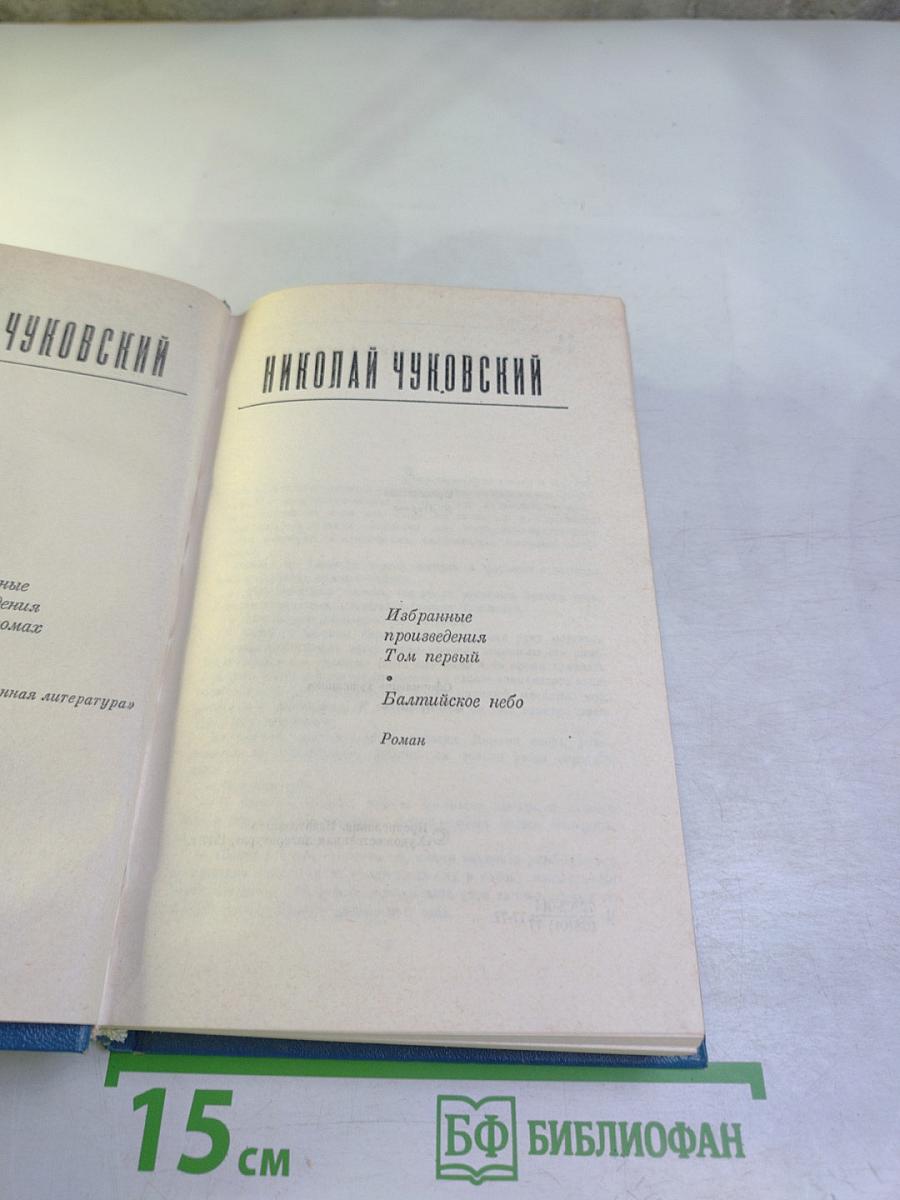 ЧУКОВСКИЙ
ные
дения
омах
нная литература»
НИКОЛАЙ ЧУКОВСКИЙ
Избранные
произведения
Том первый
•
Балтийское небо
Роман
15 см
БФ БИБЛИОФАН